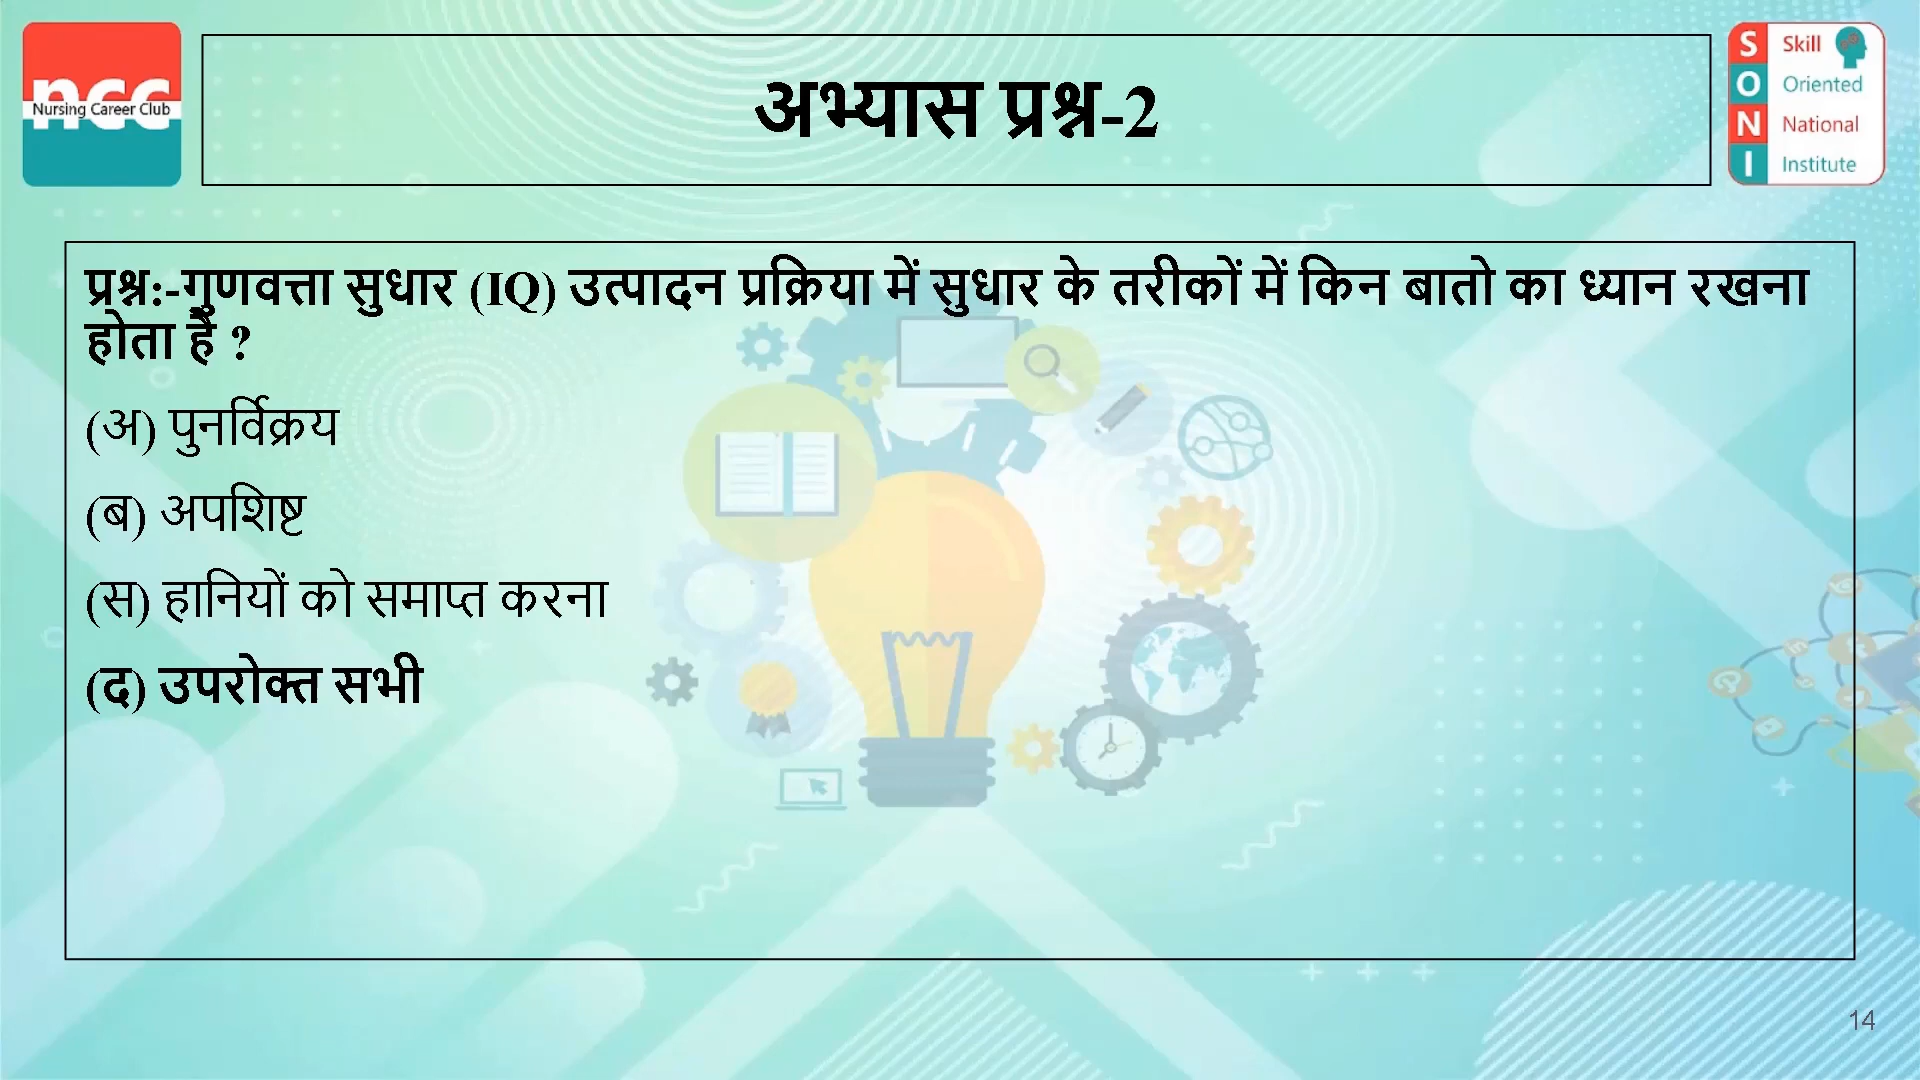 ncc
Nursing Career Club
अभ्यास प्रश्न-2
S Skill
O Oriented
N National
I Institute
प्रश्न:-गुणवत्ता सुधार (IQ) उत्पादन प्रक्रिया में सुधार के तरीकों में किन बातो का ध्यान रखना
होता है ?
(अ) पुनर्विक्रय
(ब) अपशिष्ट
(स) हानियों को समाप्त करना
(द) उपरोक्त सभी
14